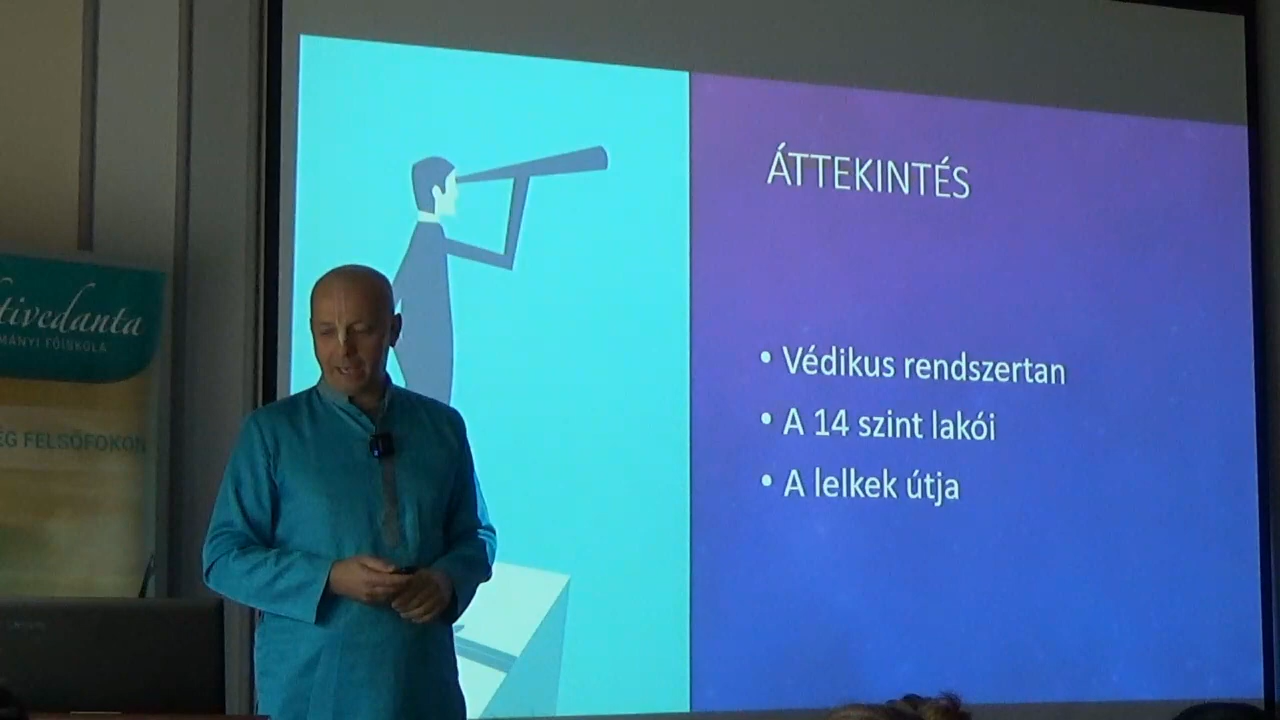 tivedanta
MÁNYI FŐISKOLA
ÉG FELSŐFOKON
ÁTTEKINTÉS
• Védikus rendszertan
• A 14 szint lakói
• A lelkek útja